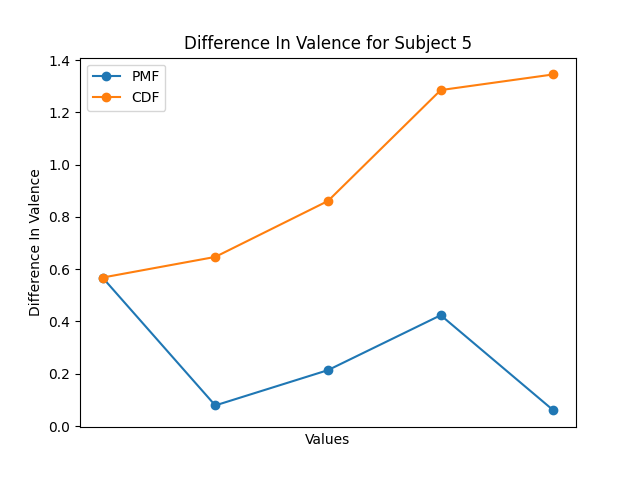 Difference In Valence for Subject 5
PMF
CDF
1.4
1.2
1.0
0.8
0.6
0.4
0.2
0.0
Difference In Valence
Values